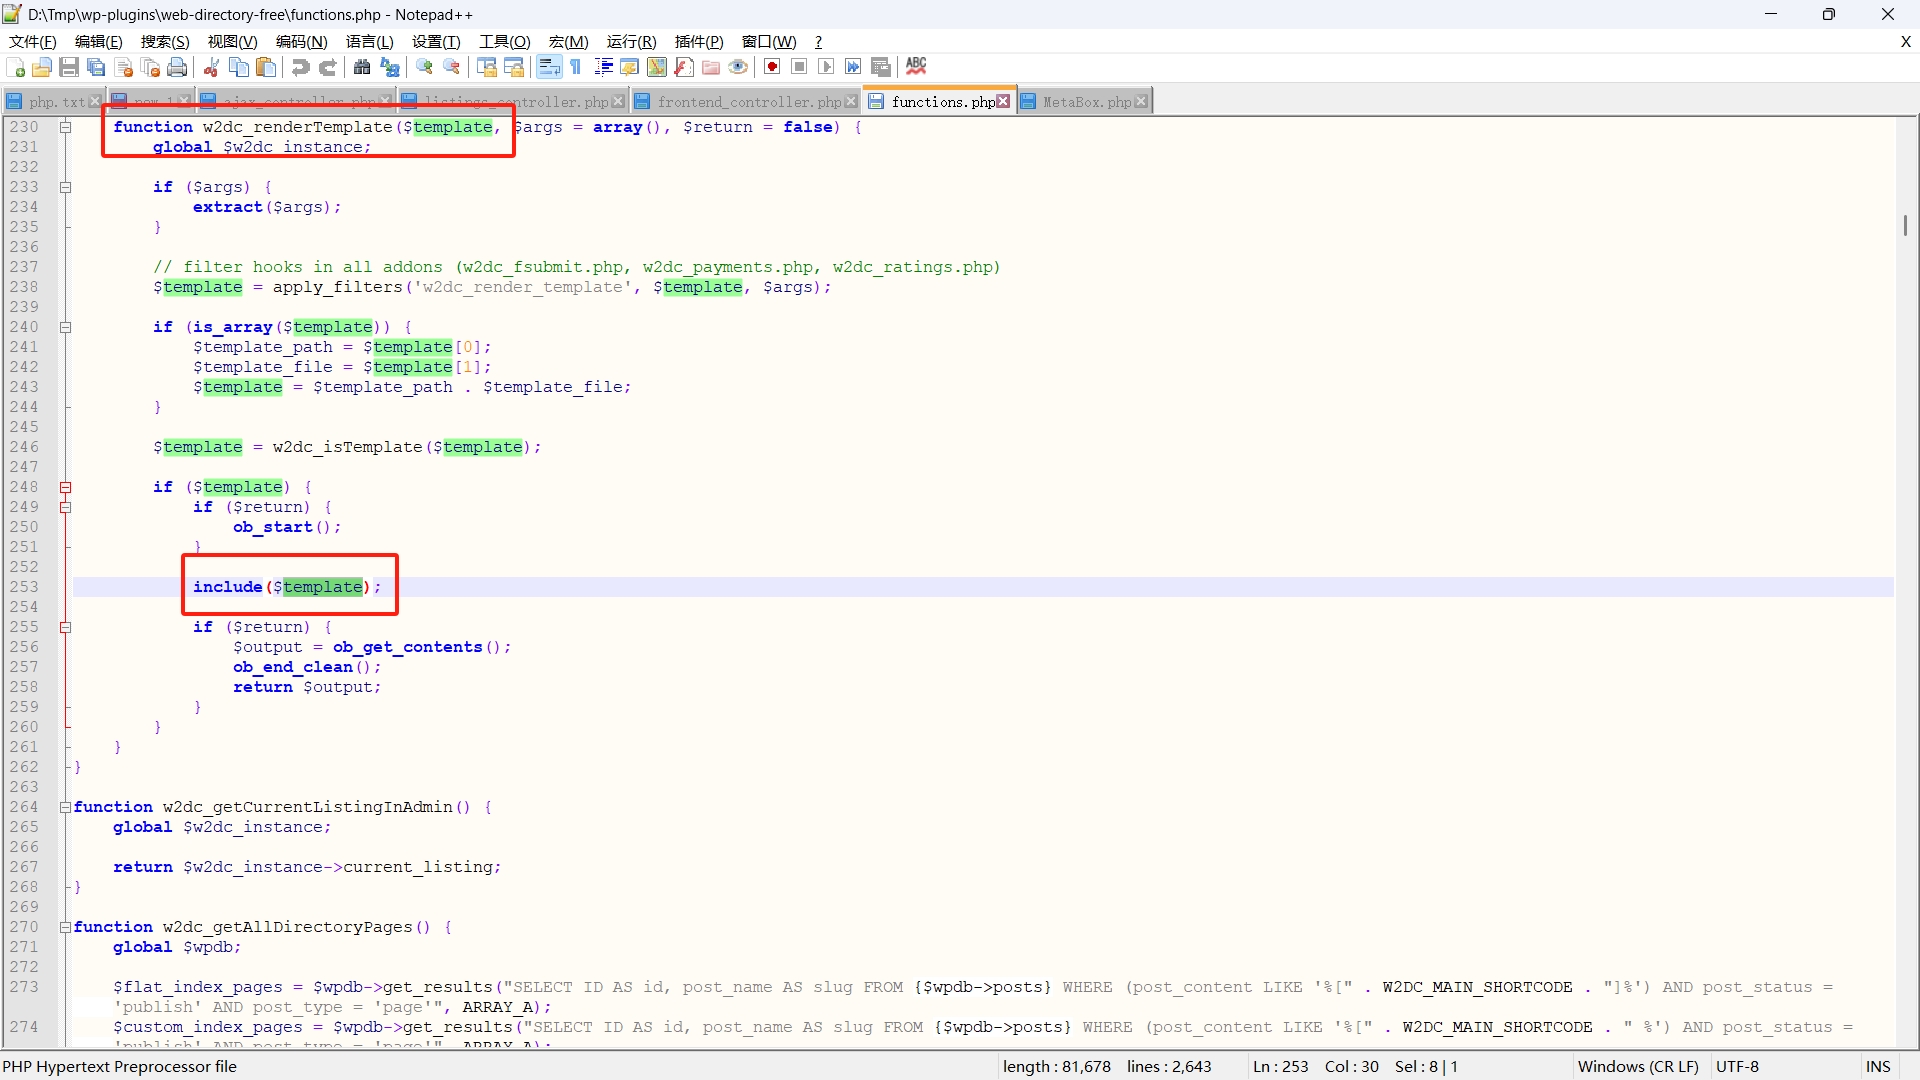 D:\Tmp\wp-plugins\web-directory-free\functions.php - Notepad++
文件(F) 编辑(E) 搜索(S) 视图(V) 编码(N) 语言(L) 设置(T) 工具(O) 宏(M) 运行(R) 插件(P) 窗口(W) ? X
ABC
php.txt new 1 ajax_controller.php listings_controller.php frontend_controller.php functions.php MetaBox.php
230 function w2dc_renderTemplate($template, $args = array(), $return = false) {
231 global $w2dc_instance;
232
233 if ($args) {
234 extract($args);
235 }
236
237 // filter hooks in all addons (w2dc_fsubmit.php, w2dc_payments.php, w2dc_ratings.php)
238 $template = apply_filters('w2dc_render_template', $template, $args);
239
240 if (is_array($template)) {
241 $template_path = $template[0];
242 $template_file = $template[1];
243 $template = $template_path . $template_file;
244 }
245
246 $template = w2dc_isTemplate($template);
247
248 if ($template) {
249 if ($return) {
250 ob_start();
251 }
252
253 include($template);
254
255 if ($return) {
256 $output = ob_get_contents();
257 ob_end_clean();
258 return $output;
259 }
260 }
261 }
262 }
263
264 function w2dc_getCurrentListingInAdmin() {
265 global $w2dc_instance;
266
267 return $w2dc_instance->current_listing;
268 }
269
270 function w2dc_getAllDirectoryPages() {
271 global $wpdb;
272
273 $flat_index_pages = $wpdb->get_results("SELECT ID AS id, post_name AS slug FROM {$wpdb->posts} WHERE (post_content LIKE '%[" . W2DC_MAIN_SHORTCODE . "]%') AND post_status =
'publish' AND post_type = 'page'", ARRAY_A);
274 $custom_index_pages = $wpdb->get_results("SELECT ID AS id, post_name AS slug FROM {$wpdb->posts} WHERE (post_content LIKE '%[" . W2DC_MAIN_SHORTCODE . " %') AND post_status =
'publish' AND post_type = 'page'", ARRAY_A);
PHP Hypertext Preprocessor file length : 81,678 lines : 2,643 Ln : 253 Col : 30 Sel : 8 | 1 Windows (CR LF) UTF-8 INS